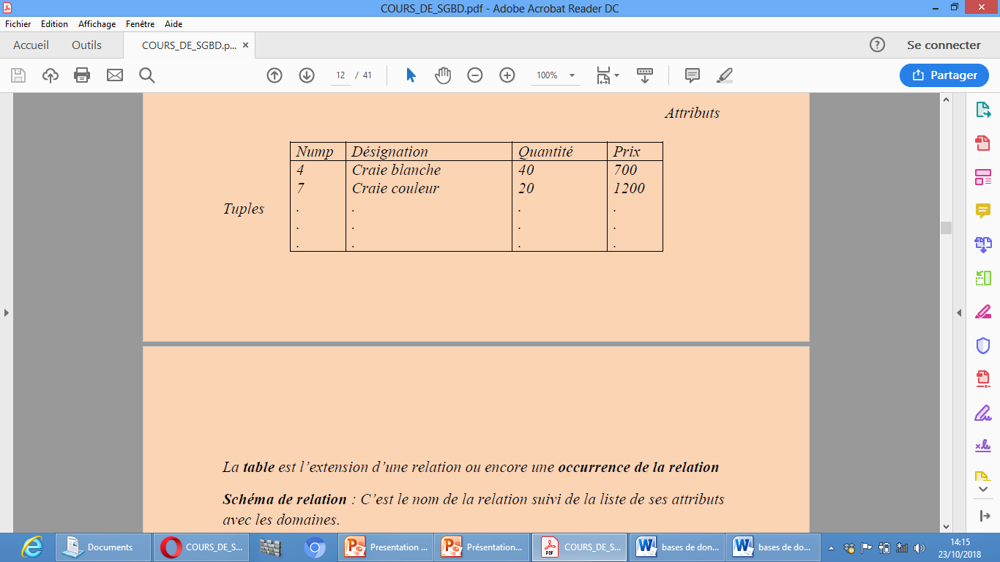 COURS_DE_SGBD.pdf - Adobe Acrobat Reader DC
Fichier Edition Affichage Fenêtre Aide
Accueil Outils COURS_DE_SGBD.p... × ? Se connecter
12 / 41 100% Partager
Attributs
Nump Désignation Quantité Prix
4 Craie blanche 40 700
7 Craie couleur 20 1200
Tuples . . . .
. . . .
. . . .
La table est l’extension d’une relation ou encore une occurrence de la relation
Schéma de relation : C’est le nom de la relation suivi de la liste de ses attributs
avec les domaines.
Documents COURS_DE_S... Presentation ... Présentation... COURS_DE_S... bases de don... bases de do... 14:15
23/10/2018